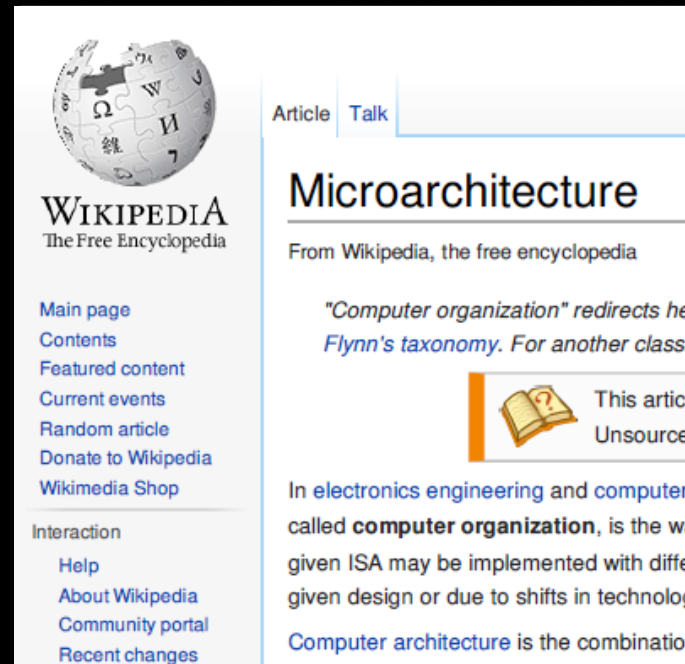 WIKIPEDIA
The Free Encyclopedia
Main page
Contents
Featured content
Current events
Random article
Donate to Wikipedia
Wikimedia Shop
Interaction
Help
About Wikipedia
Community portal
Recent changes
Article Talk
Microarchitecture
From Wikipedia, the free encyclopedia
"Computer organization" redirects he
Flynn's taxonomy. For another class
This artic
Unsource
In electronics engineering and computer
called computer organization, is the w
given ISA may be implemented with diffe
given design or due to shifts in technolog
Computer architecture is the combinatio